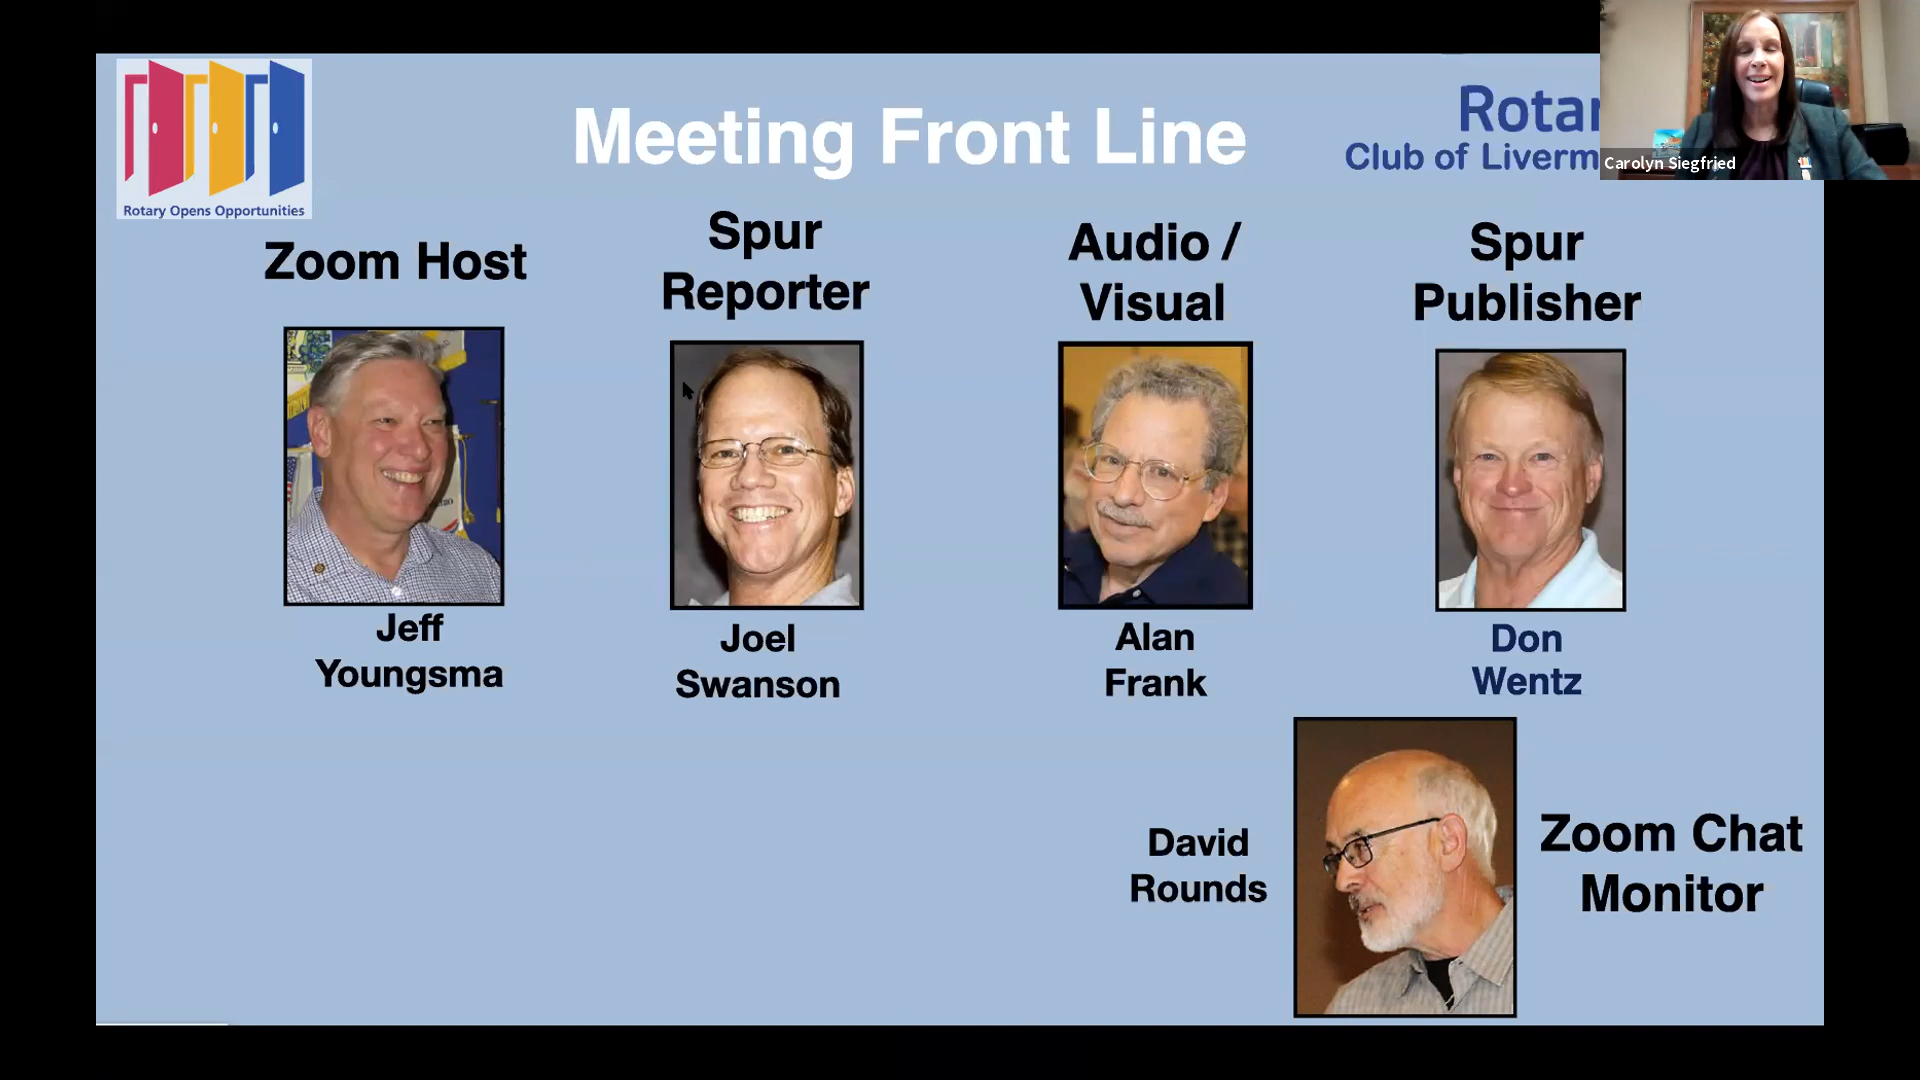 Meeting Front Line
Rotar
Club of Liverm
Carolyn Siegfried
Rotary Opens Opportunities
Zoom Host
Spur
Reporter
Audio /
Visual
Spur
Publisher
Jeff
Youngsma
Joel
Swanson
Alan
Frank
Don
Wentz
David
Rounds
Zoom Chat
Monitor